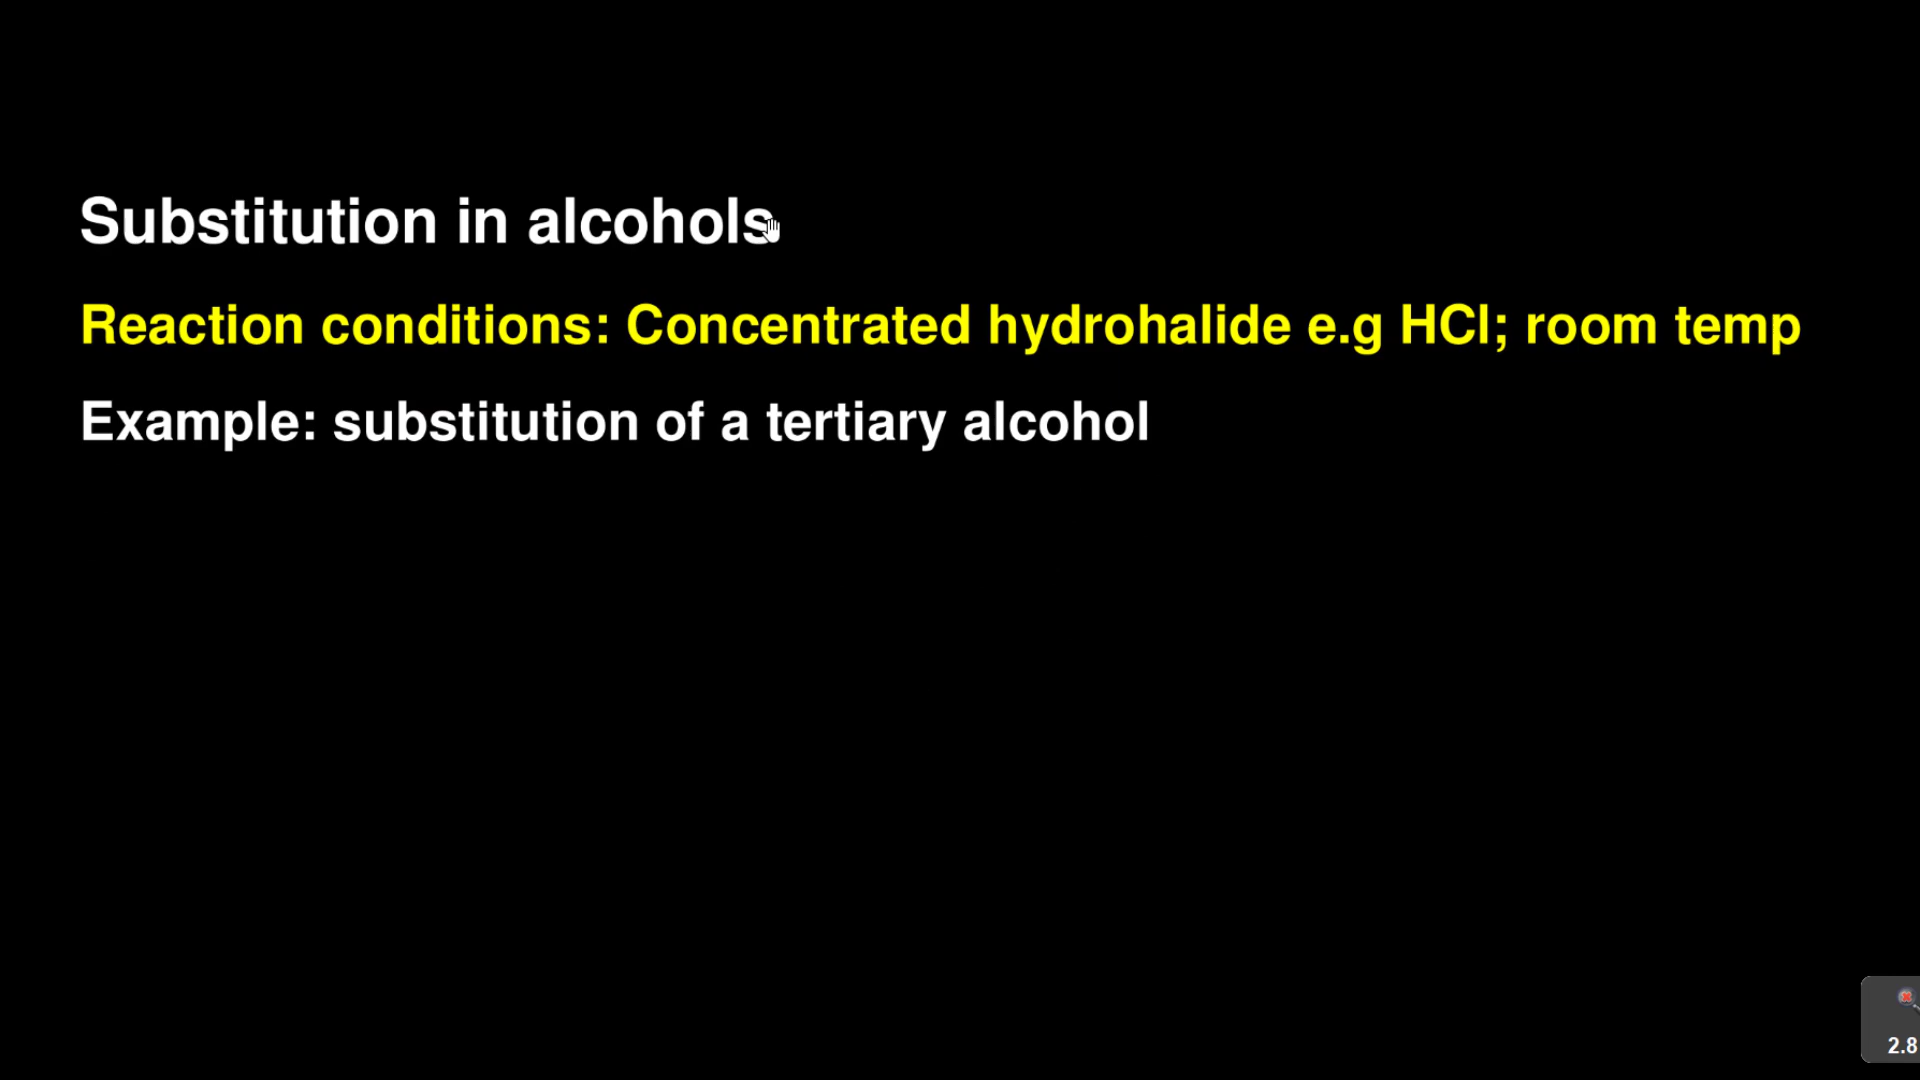 Substitution in alcohols
Reaction conditions: Concentrated hydrohalide e.g HCl; room temp
Example: substitution of a tertiary alcohol
2.8